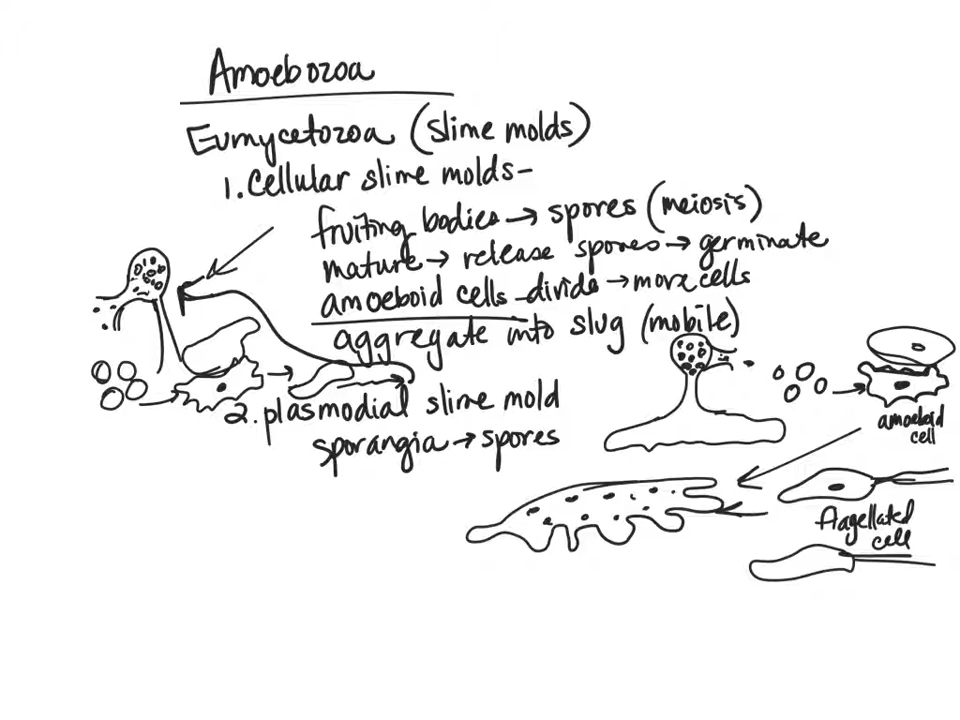 Amoebozoa
Eumycetozoa (slime molds)
1. Cellular slime molds-
fruiting bodies → spores (meiosis)
mature → release spores → germinate
amoeboid cells divide → more cells
aggregate into slug (mobile)
2. plasmodial slime mold
sporangia → spores
amoeboid
cell
flagellated
cell